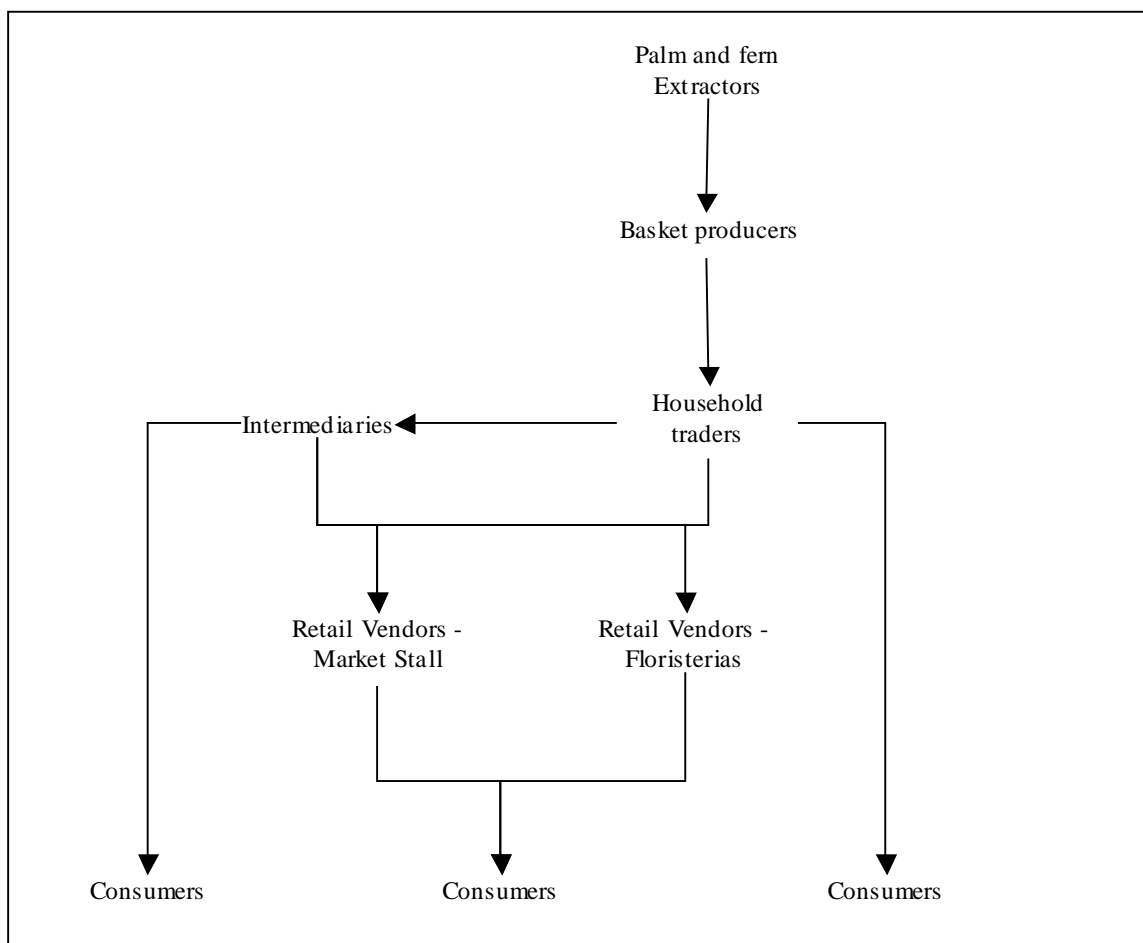 Palm and fern
Extractors
Basket producers
Household
traders
Intermediaries
Retail Vendors -
Market Stall
Retail Vendors -
Floristerias
Consumers
Consumers
Consumers